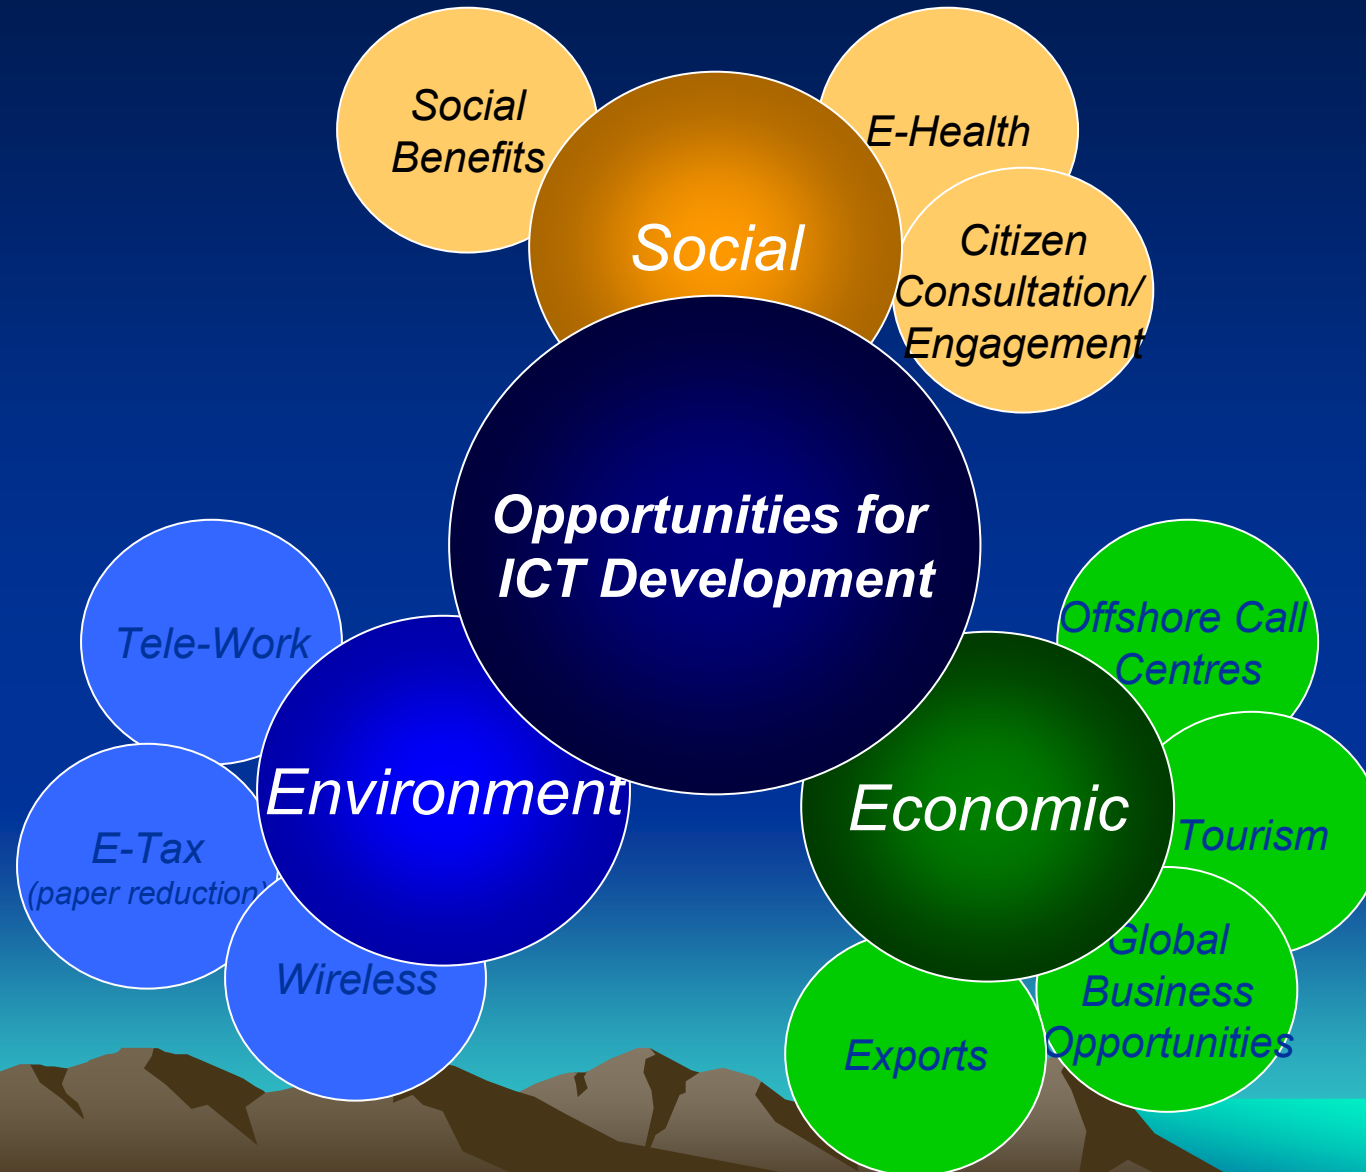 Social
Benefits
E-Health
Social
Citizen
Consultation/
Engagement
Opportunities for
ICT Development
Tele-Work
Offshore Call
Centres
Environment
Economic
E-Tax
(paper reduction)
Tourism
Wireless
Global
Business
Opportunities
Exports